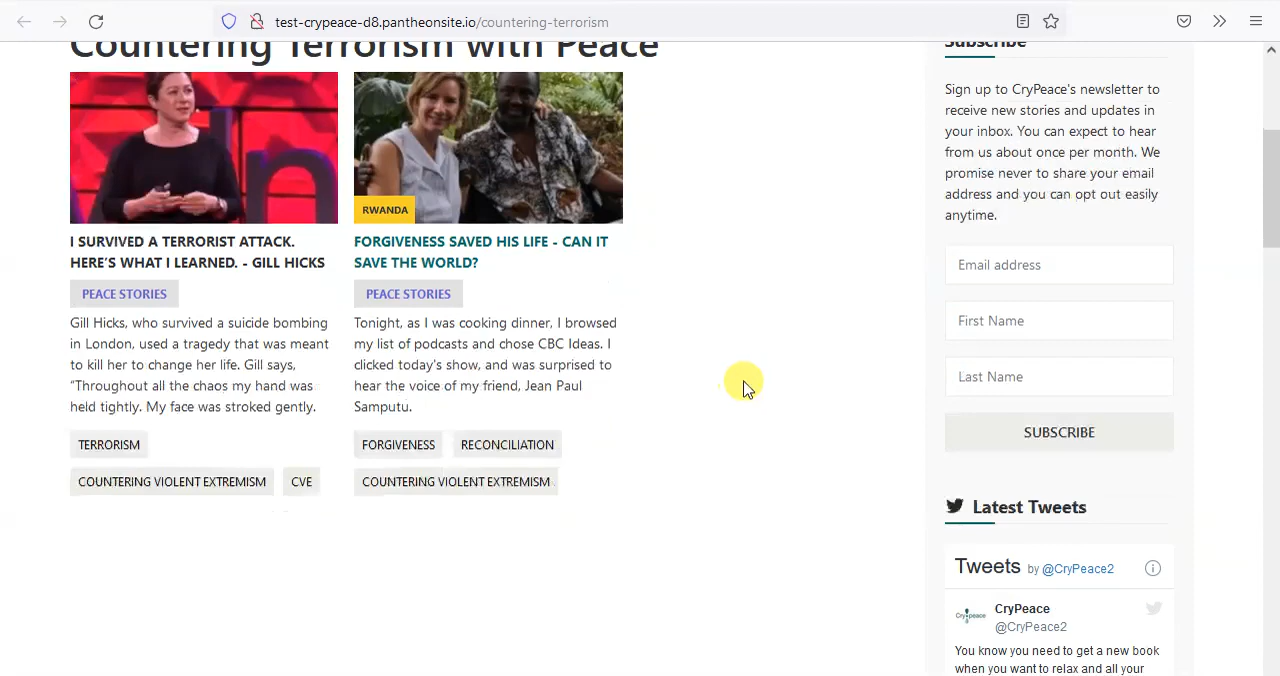 test-crypeace-d8.pantheonsite.io/countering-terrorism
Countering Terrorism with Peace
RWANDA
I SURVIVED A TERRORIST ATTACK.
HERE’S WHAT I LEARNED. - GILL HICKS
PEACE STORIES
Gill Hicks, who survived a suicide bombing
in London, used a tragedy that was meant
to kill her to change her life. Gill says,
“Throughout all the chaos my hand was
held tightly. My face was stroked gently.
TERRORISM
COUNTERING VIOLENT EXTREMISM
CVE
FORGIVENESS SAVED HIS LIFE - CAN IT
SAVE THE WORLD?
PEACE STORIES
Tonight, as I was cooking dinner, I browsed
my list of podcasts and chose CBC Ideas. I
clicked today's show, and was surprised to
hear the voice of my friend, Jean Paul
Samputu.
FORGIVENESS
RECONCILIATION
COUNTERING VIOLENT EXTREMISM
Subscribe
Sign up to CryPeace's newsletter to
receive new stories and updates in
your inbox. You can expect to hear
from us about once per month. We
promise never to share your email
address and you can opt out easily
anytime.
Email address
First Name
Last Name
SUBSCRIBE
Latest Tweets
Tweets by @CryPeace2
CryPeace
@CryPeace2
You know you need to get a new book
when you want to relax and all your